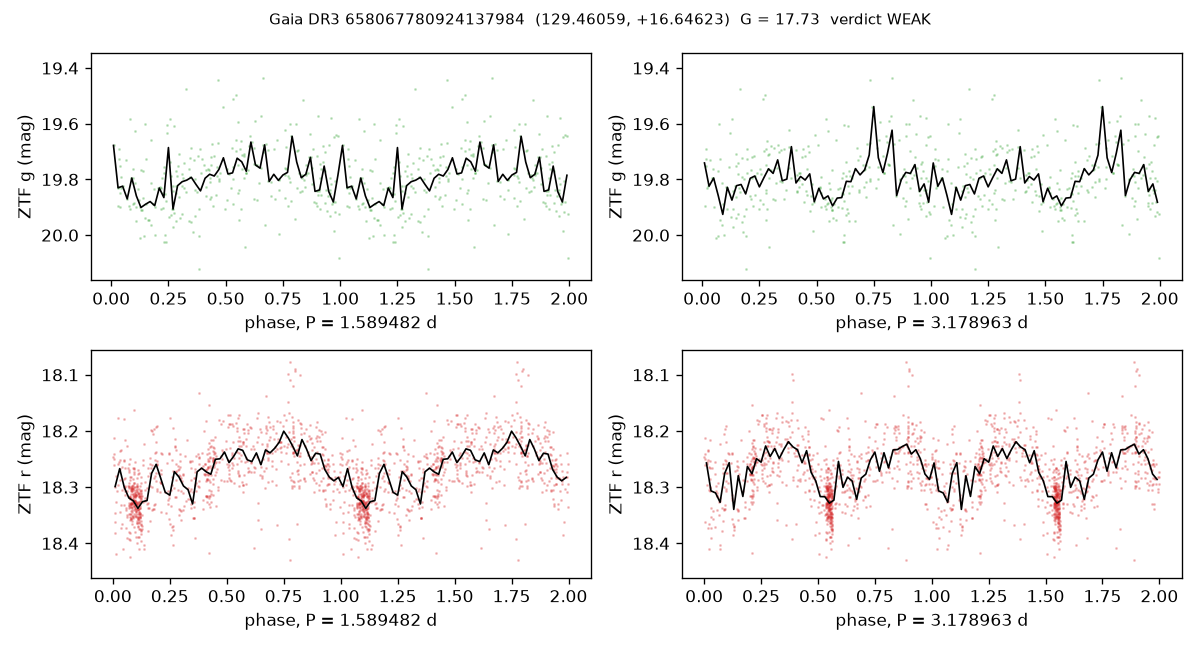 Gaia DR3 658067780924137984 (129.46059, +16.64623) G = 17.73 verdict WEAK
ZTF g (mag)
19.4
19.6
19.8
20.0
0.00 0.25 0.50 0.75 1.00 1.25 1.50 1.75 2.00
phase, P = 1.589482 d
ZTF g (mag)
19.4
19.6
19.8
20.0
0.00 0.25 0.50 0.75 1.00 1.25 1.50 1.75 2.00
phase, P = 3.178963 d
ZTF r (mag)
18.1
18.2
18.3
18.4
0.00 0.25 0.50 0.75 1.00 1.25 1.50 1.75 2.00
phase, P = 1.589482 d
ZTF r (mag)
18.1
18.2
18.3
18.4
0.00 0.25 0.50 0.75 1.00 1.25 1.50 1.75 2.00
phase, P = 3.178963 d